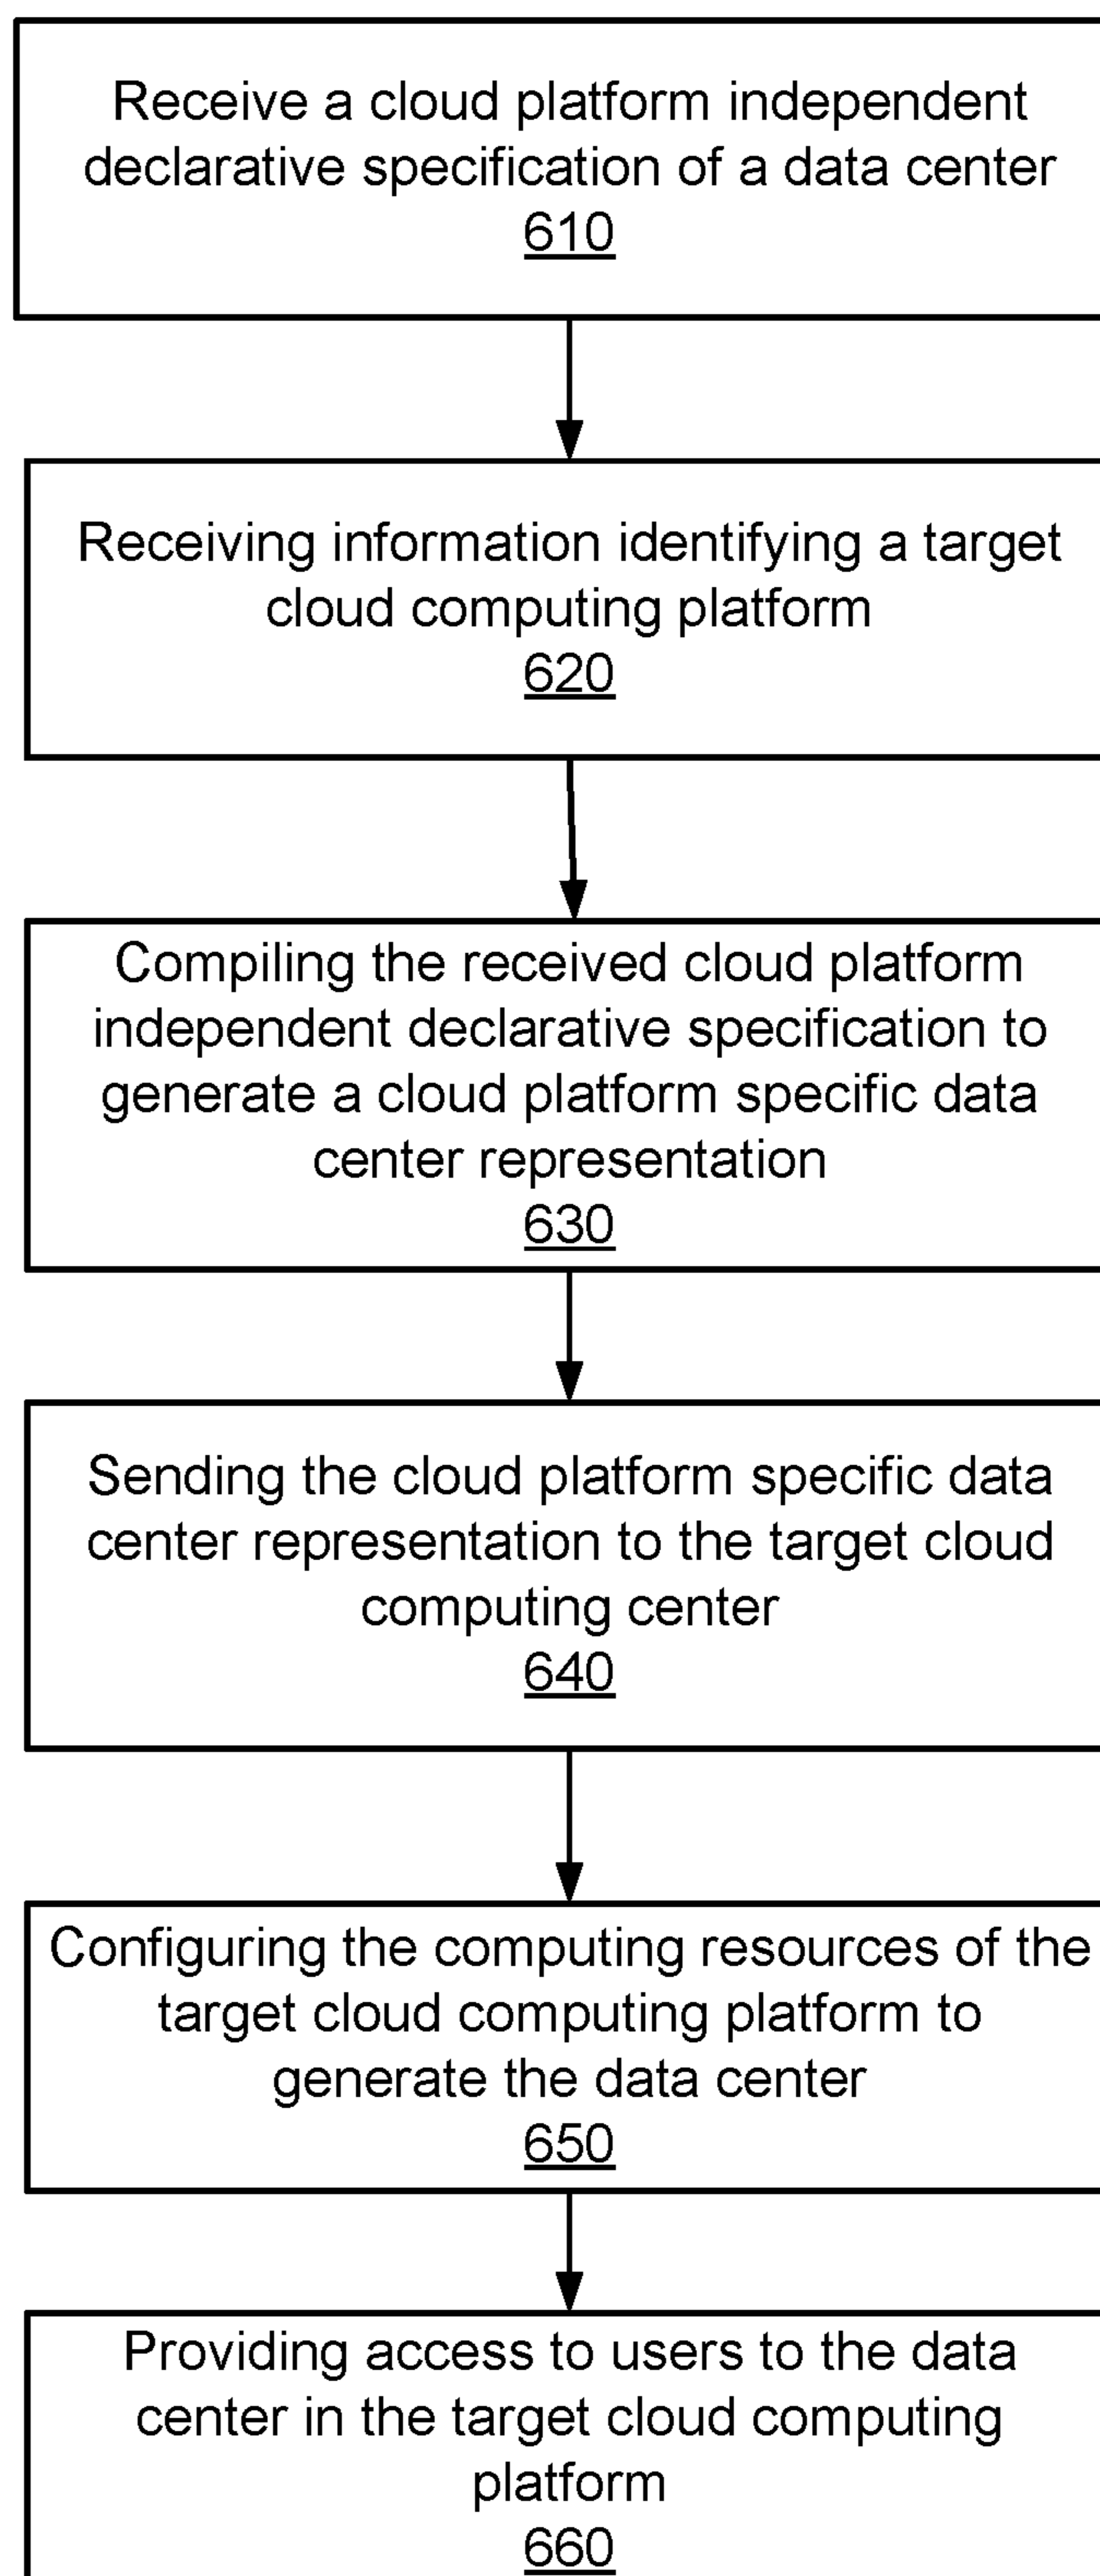 Receive a cloud platform independent
declarative specification of a data center
610
Receiving information identifying a target
cloud computing platform
620
Compiling the received cloud platform
independent declarative specification to
generate a cloud platform specific data
center representation
630
Sending the cloud platform specific data
center representation to the target cloud
computing center
640
Configuring the computing resources of the
target cloud computing platform to
generate the data center
650
Providing access to users to the data
center in the target cloud computing
platform
660